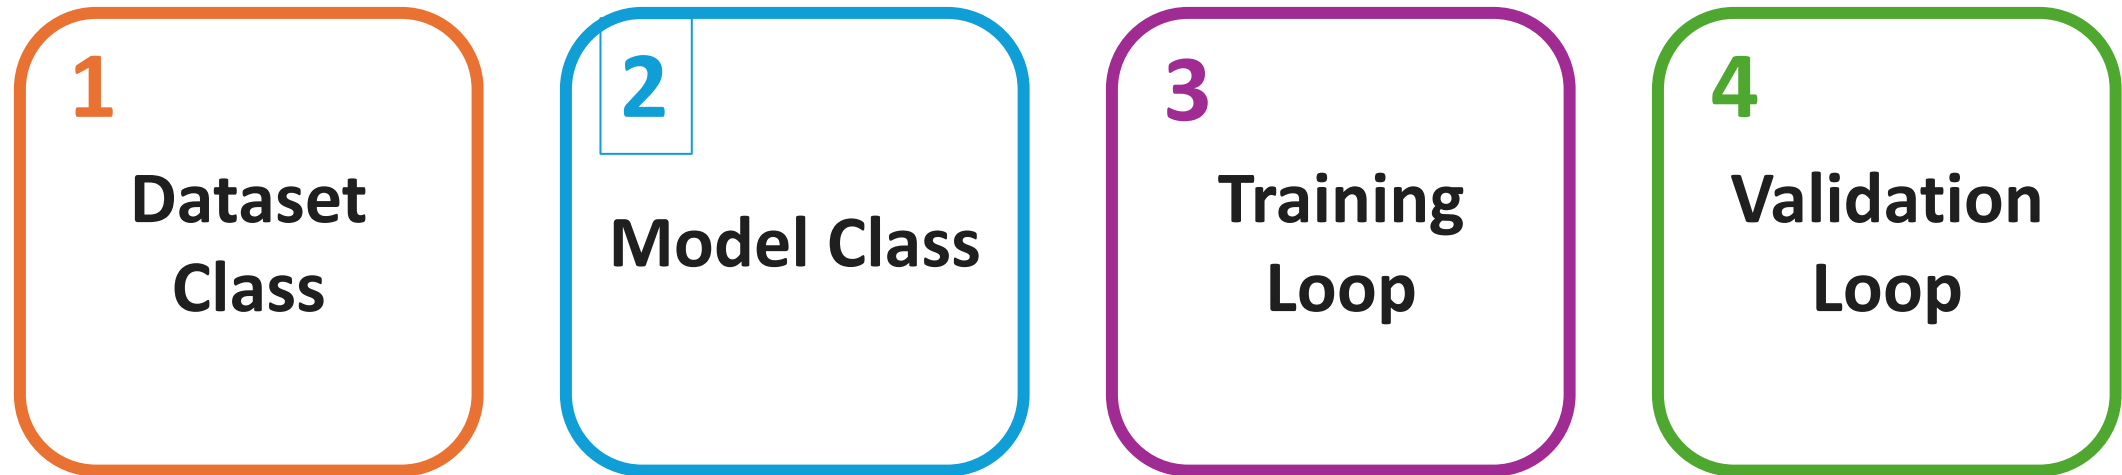 1
Dataset
Class
2
Model Class
3
Training
Loop
4
Validation
Loop